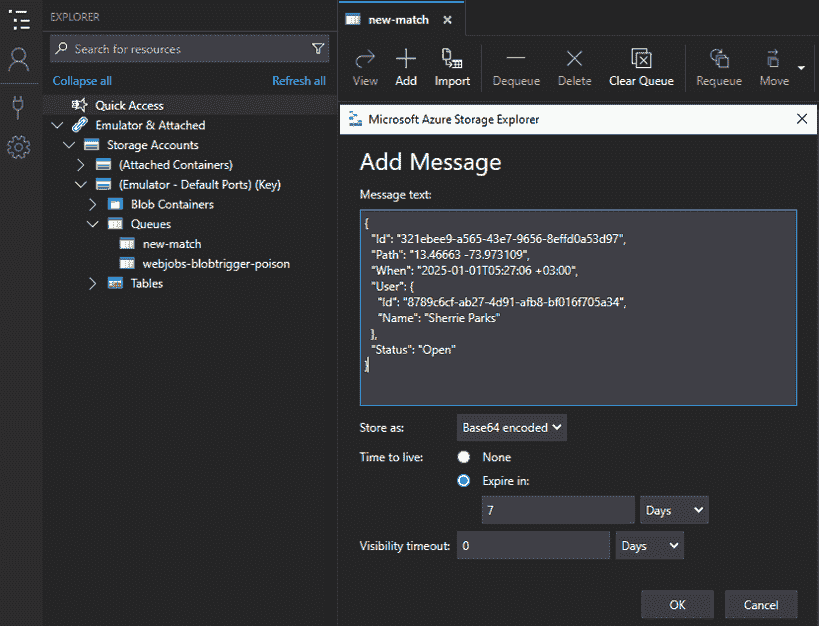 EXPLORER
Search for resources
Collapse all
Refresh all
Quick Access
Emulator & Attached
Storage Accounts
(Attached Containers)
(Emulator - Default Ports) (Key)
Blob Containers
Queues
new-match
webjobs-blobtrigger-poison
Tables
new-match
View
Add
Import
Dequeue
Delete
Clear Queue
Requeue
Move
Microsoft Azure Storage Explorer
Add Message
Message text:
{
"Id": "321ebee9-a565-43e7-9656-8effd0a53d97",
"Path": "13.46663 -73.973109",
"When": "2025-01-01T05:27:06 +03:00",
"User": {
"Id": "8789c6cf-ab27-4d91-afb8-bf016f705a34",
"Name": "Sherrie Parks"
},
"Status": "Open"
}
Store as:
Base64 encoded
Time to live:
None
Expire in:
7
Days
Visibility timeout:
0
Days
OK
Cancel